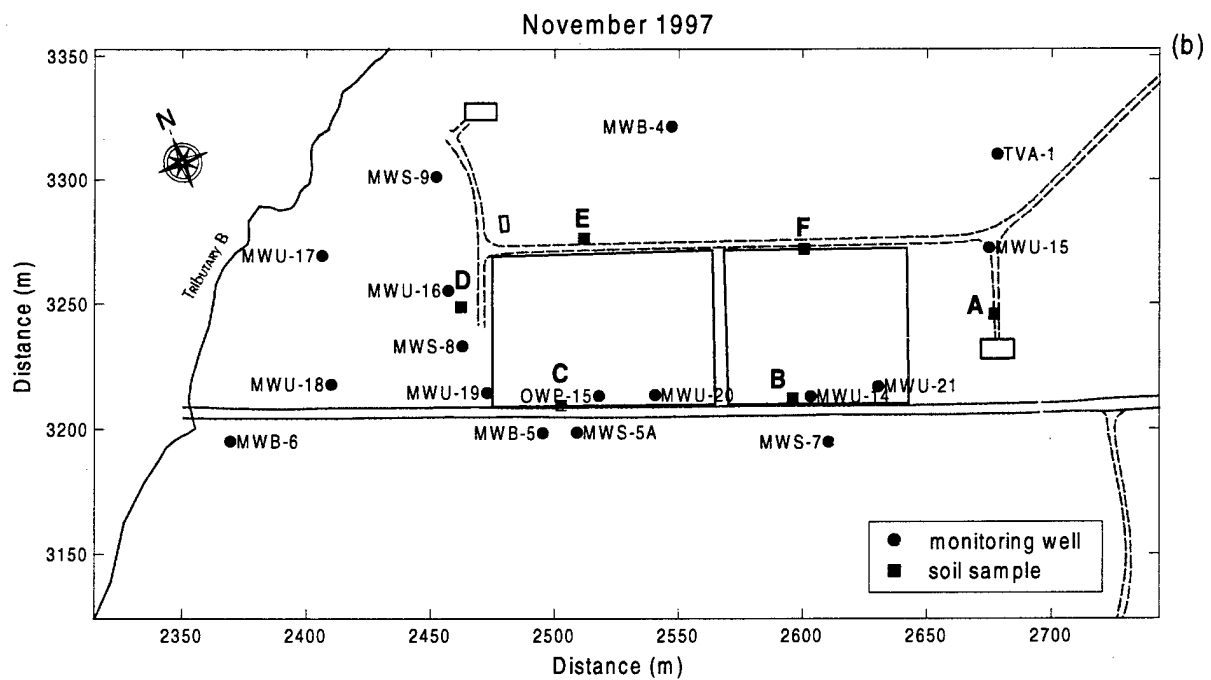 November 1997
(b)
3350
N
MWB-4
TVA-1
3300
MWS-9
E
F
MWU-15
Tributary B
MWU-17
D
MWU-16
3250
A
MWS-8
C
B
MWU-18
MWU-19
OWP-15
MWU-20
MWU-14
MWU-21
3200
MWB-6
MWB-5
MWS-5A
MWS-7
3150
monitoring well
soil sample
Distance (m)
2350
2400
2450
2500
2550
2600
2650
2700
Distance (m)